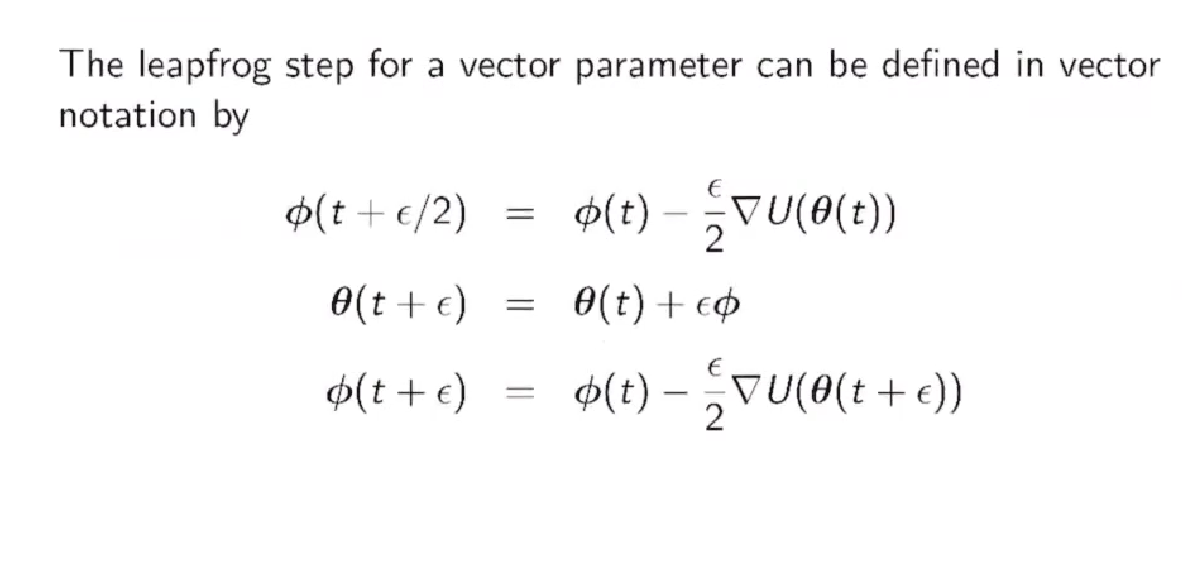 The leapfrog step for a vector parameter can be defined in vector
notation by
ϕ(t + ϵ/2) = ϕ(t) − ϵ/2 ∇U(θ(t))
θ(t + ϵ) = θ(t) + ϵϕ
ϕ(t + ϵ) = ϕ(t) − ϵ/2 ∇U(θ(t + ϵ))